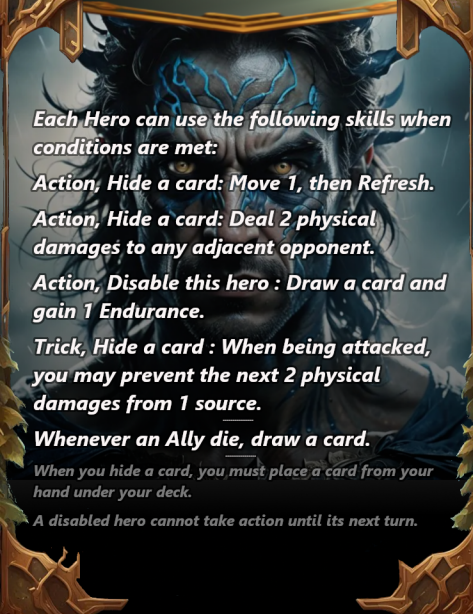 Each Hero can use the following skills when
conditions are met:
Action, Hide a card: Move 1, then Refresh.
Action, Hide a card: Deal 2 physical
damages to any adjacent opponent.
Action, Disable this hero : Draw a card and
gain 1 Endurance.
Trick, Hide a card : When being attacked,
you may prevent the next 2 physical
damages from 1 source.
Whenever an Ally die, draw a card.
When you hide a card, you must place a card from your
hand under your deck.
A disabled hero cannot take action until its next turn.